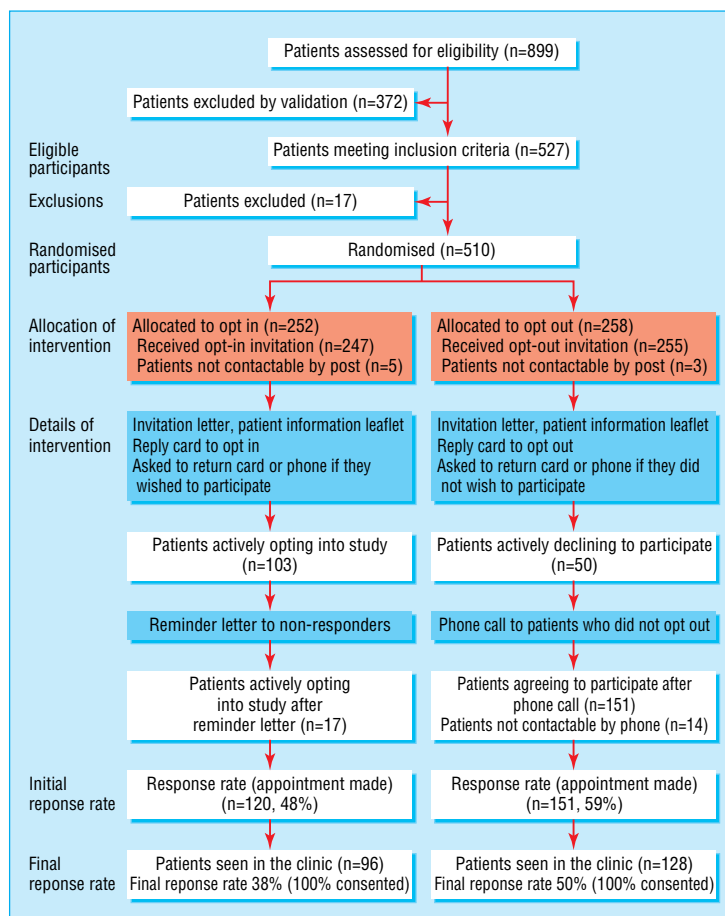 Patients assessed for eligibility (n=899)
Patients excluded by validation (n=372)
Eligible
participants
Patients meeting inclusion criteria (n=527)
Exclusions
Patients excluded (n=17)
Randomised
participants
Randomised (n=510)
Allocation of
intervention
Allocated to opt in (n=252)
Received opt-in invitation (n=247)
Patients not contactable by post (n=5)
Allocated to opt out (n=258)
Received opt-out invitation (n=255)
Patients not contactable by post (n=3)
Details of
intervention
Invitation letter, patient information leaflet
Reply card to opt in
Asked to return card or phone if they
wished to participate
Invitation letter, patient information leaflet
Reply card to opt out
Asked to return card or phone if they did
not wish to participate
Patients actively opting into study
(n=103)
Patients actively declining to participate
(n=50)
Reminder letter to non-responders
Phone call to patients who did not opt out
Patients actively opting
into study after
reminder letter (n=17)
Patients agreeing to participate after
phone call (n=151)
Patients not contactable by phone (n=14)
Initial
reponse rate
Response rate (appointment made)
(n=120, 48%)
Response rate (appointment made)
(n=151, 59%)
Final
reponse rate
Patients seen in the clinic (n=96)
Final reponse rate 38% (100% consented)
Patients seen in the clinic (n=128)
Final reponse rate 50% (100% consented)